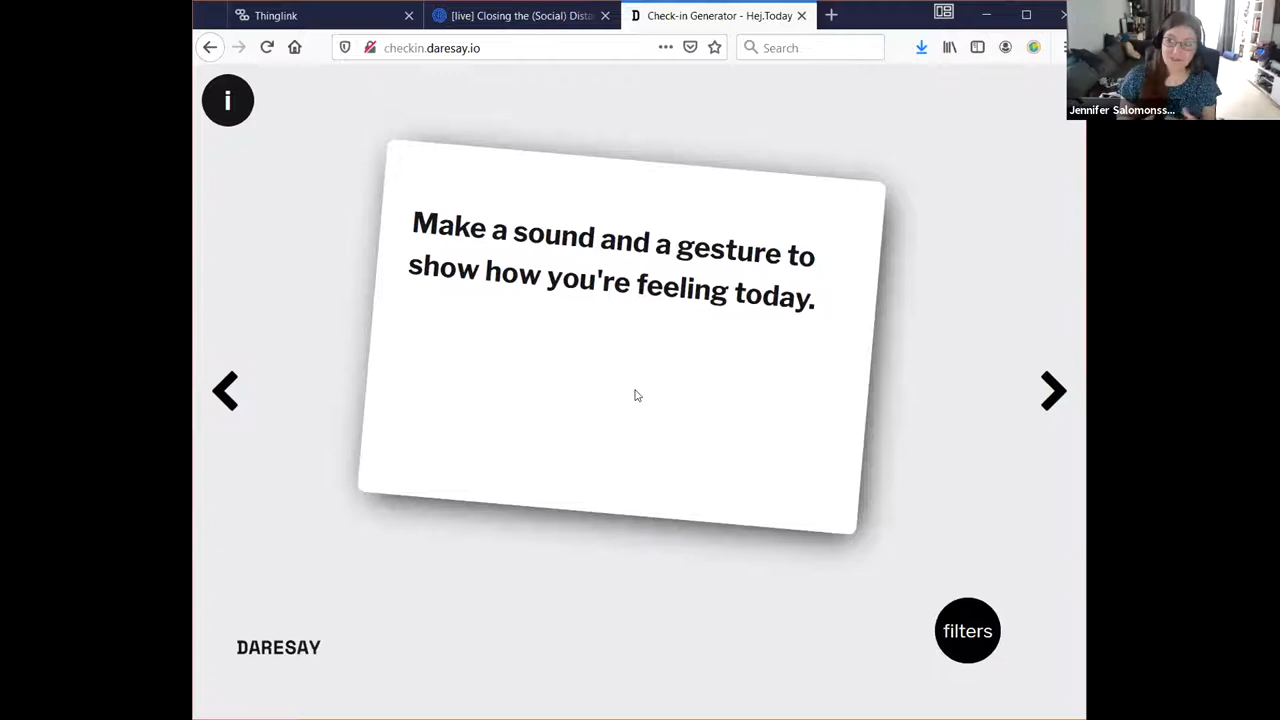 Thinglink
[live] Closing the (Social) Dista
Check-in Generator - Hej.Today
checkin.daresay.io
Search
Jennifer Salomonss...
i
Make a sound and a gesture to
show how you're feeling today.
filters
DARESAY